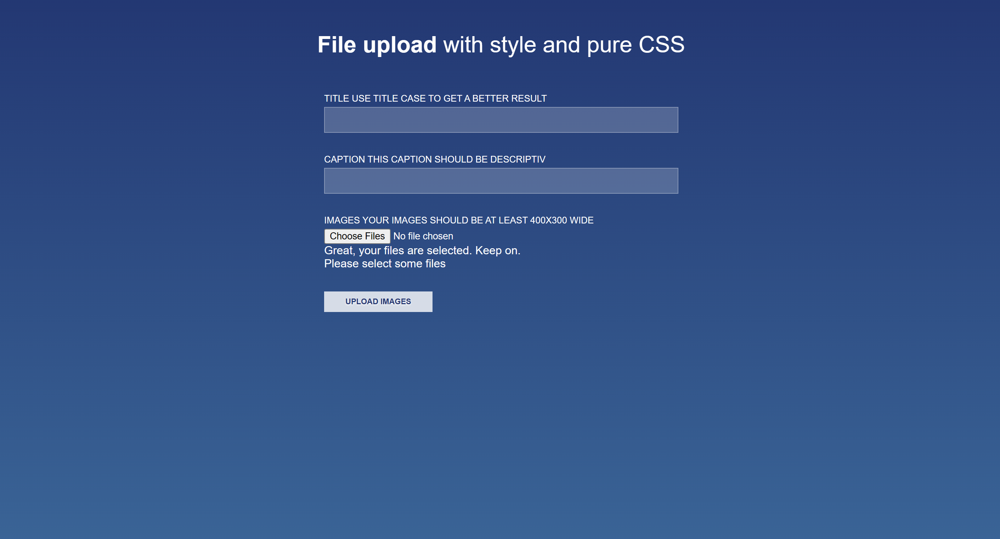 File upload with style and pure CSS
TITLE USE TITLE CASE TO GET A BETTER RESULT
CAPTION THIS CAPTION SHOULD BE DESCRIPTIV
IMAGES YOUR IMAGES SHOULD BE AT LEAST 400X300 WIDE
Choose Files No file chosen
Great, your files are selected. Keep on.
Please select some files
UPLOAD IMAGES